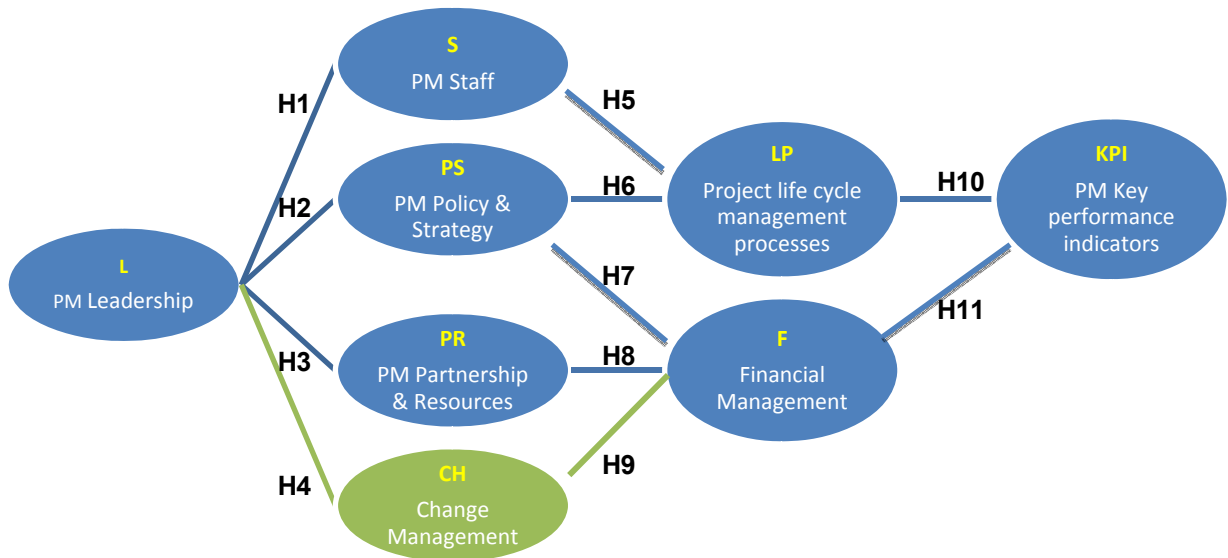 L
PM Leadership
H1
H2
H3
H4
S
PM Staff
PS
PM Policy &
Strategy
PR
PM Partnership
& Resources
CH
Change
Management
H5
H6
H7
H8
H9
LP
Project life cycle
management
processes
F
Financial
Management
H10
H11
KPI
PM Key
performance
indicators